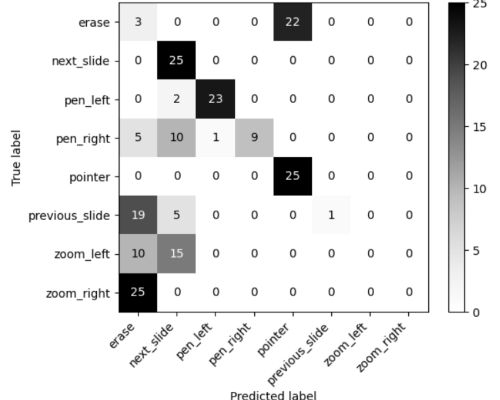 erase 3 0 0 0 22 0 0 0
next_slide 0 25 0 0 0 0 0 0
pen_left 0 2 23 0 0 0 0 0
pen_right 5 10 1 9 0 0 0 0
pointer 0 0 0 0 25 0 0 0
previous_slide 19 5 0 0 0 1 0 0
zoom_left 10 15 0 0 0 0 0 0
zoom_right 25 0 0 0 0 0 0 0
True label
erase next_slide pen_left pen_right pointer previous_slide zoom_left zoom_right
Predicted label
25
20
15
10
5
0